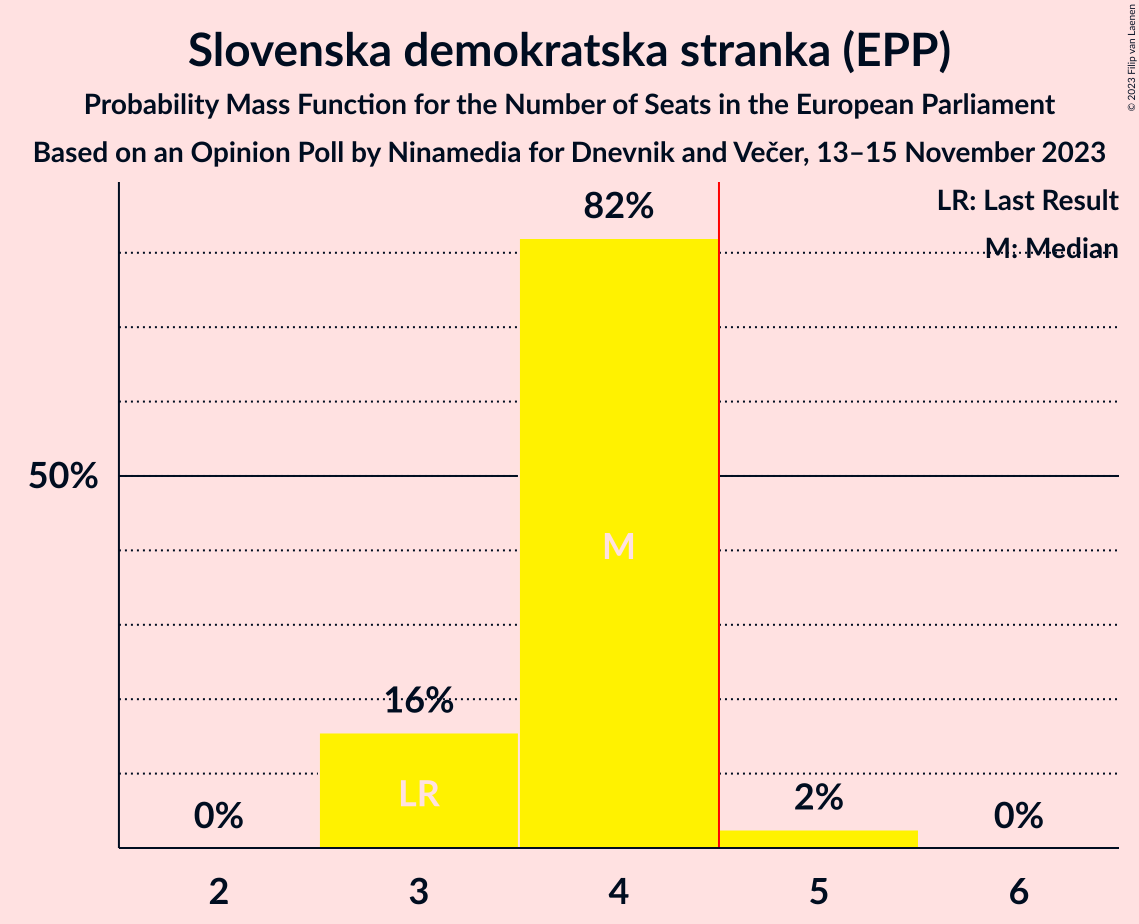 Slovenska demokratska stranka (EPP)
Probability Mass Function for the Number of Seats in the European Parliament
Based on an Opinion Poll by Ninamedia for Dnevnik and Večer, 13–15 November 2023
© 2023 Filip van Laenen
LR: Last Result
M: Median
82%
50%
M
16%
LR
0%
2%
0%
2 3 4 5 6